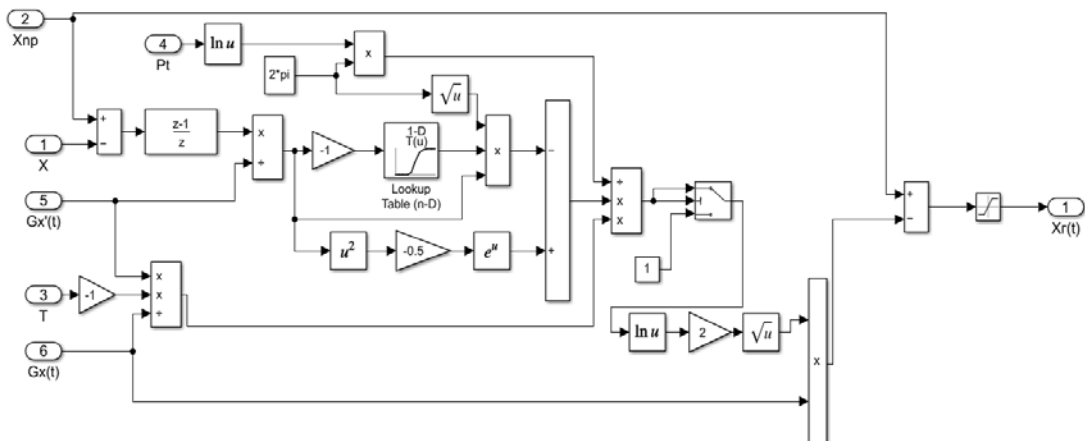 2
Xnp
4
Pt
ln u
x
2*pi
√u
+
−
1
X
z-1
z
x
÷
-1
1-D
T(u)
Lookup
Table (n-D)
x
−
+
5
Gx'(t)
u²
-0.5
eᵘ
÷
x
x
1
+
−
1
Xr(t)
3
T
-1
x
x
÷
6
Gx(t)
ln u
2
√u
x